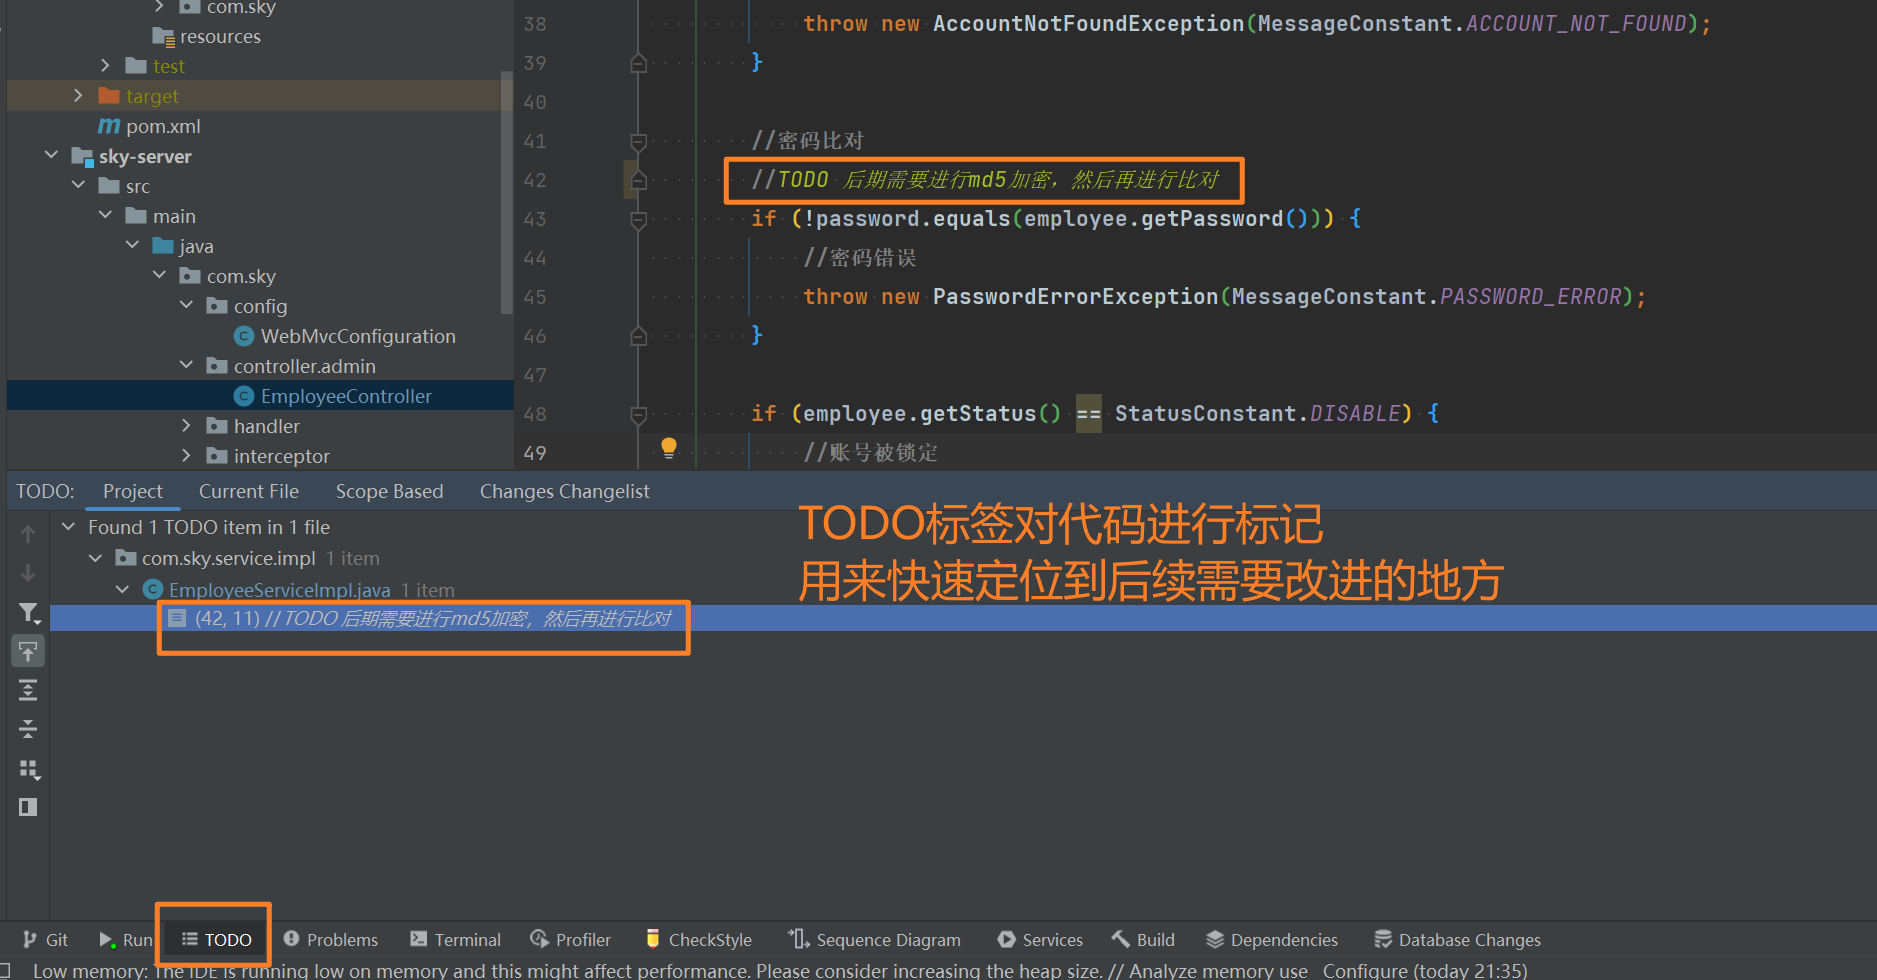 com.sky
resources
test
target
pom.xml
sky-server
src
main
java
com.sky
config
WebMvcConfiguration
controller.admin
EmployeeController
handler
interceptor
38 throw new AccountNotFoundException(MessageConstant.ACCOUNT_NOT_FOUND);
39 }
40
41 //密码比对
42 //TODO 后期需要进行md5加密，然后再进行比对
43 if (!password.equals(employee.getPassword())) {
44 //密码错误
45 throw new PasswordErrorException(MessageConstant.PASSWORD_ERROR);
46 }
47
48 if (employee.getStatus() == StatusConstant.DISABLE) {
49 //账号被锁定
TODO: Project Current File Scope Based Changes Changelist
Found 1 TODO item in 1 file
com.sky.service.impl 1 item
EmployeeServiceImpl.java 1 item
(42, 11) //TODO 后期需要进行md5加密，然后再进行比对
TODO标签对代码进行标记
用来快速定位到后续需要改进的地方
Git Run TODO Problems Terminal Profiler CheckStyle Sequence Diagram Services Build Dependencies Database Changes
Low memory: The IDE is running low on memory and this might affect performance. Please consider increasing the heap size. // Analyze memory use Configure (today 21:35)